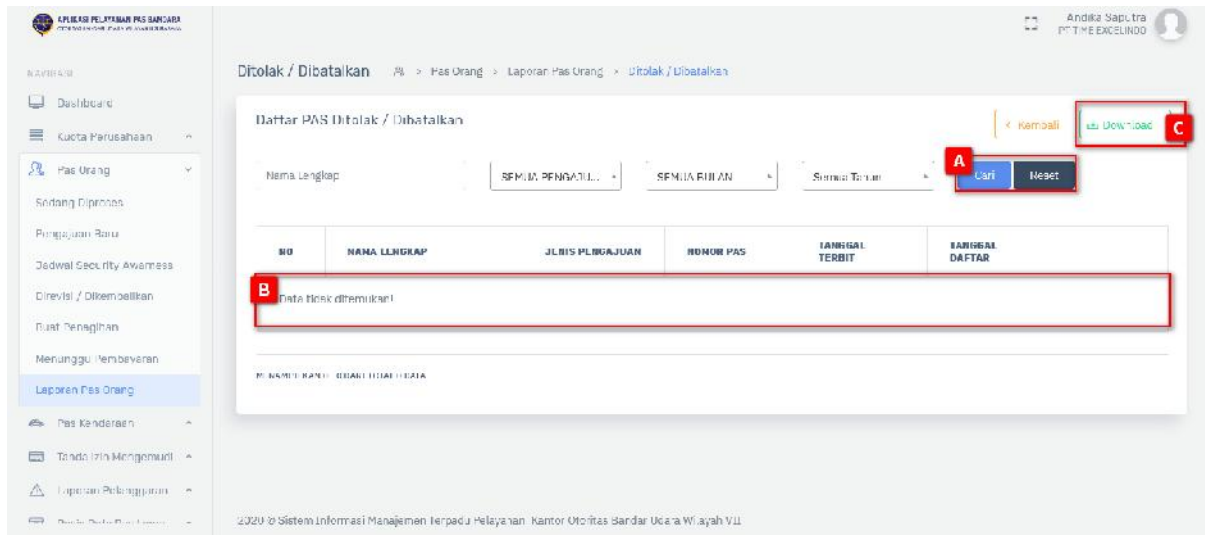 APLIKASI PELAYANAN PAS BANDARA
Andika Saputra
PT TIME EXCELINDO
NAVIGASI
Ditolak / Dibatalkan > Pas Orang > Laporan Pas Orang > Ditolak / Dibatalkan
Dashboard
Kuota Perusahaan
Pas Orang
Sedang Diproses
Pengajuan Baru
Jadwal Security Awarness
Direvisi / Dikembalikan
Buat Penagihan
Menunggu Pembayaran
Laporan Pas Orang
Pas Kendaraan
Tanda Izin Mengemudi
Laporan Pelanggaran
Daftar PAS Ditolak / Dibatalkan
< Kembali
Download
C
Nama Lengkap
SEMUA PENGAJU...
SEMUA BULAN
Semua Tahun
A
Cari
Reset
NO
NAMA LENGKAP
JENIS PENGAJUAN
NOMOR PAS
TANGGAL
TERBIT
TANGGAL
DAFTAR
B
Data tidak ditemukan!
2020 © Sistem Informasi Manajemen Terpadu Pelayanan Kantor Otoritas Bandar Udara Wilayah VII